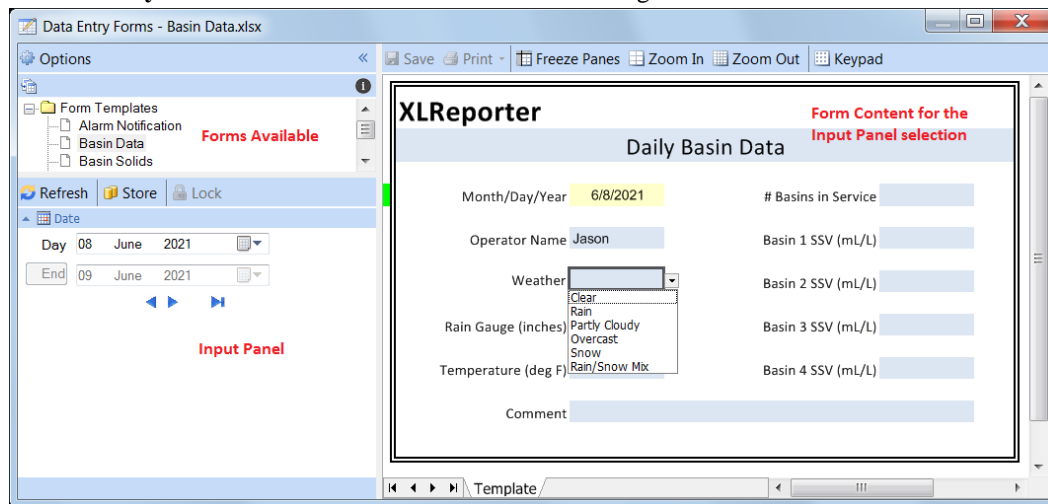 Data Entry Forms - Basin Data.xlsx
Options «
Save Print Freeze Panes Zoom In Zoom Out Keypad
Form Templates
Alarm Notification
Basin Data
Basin Solids
Forms Available
Refresh Store Lock
Date
Day 08 June 2021
End 09 June 2021
Input Panel
XLReporter
Form Content for the
Input Panel selection
Daily Basin Data
Month/Day/Year 6/8/2021
# Basins in Service
Operator Name Jason
Basin 1 SSV (mL/L)
Weather
Basin 2 SSV (mL/L)
Clear
Rain
Partly Cloudy
Overcast
Snow
Rain/Snow Mix
Rain Gauge (inches)
Basin 3 SSV (mL/L)
Temperature (deg F)
Basin 4 SSV (mL/L)
Comment
Template